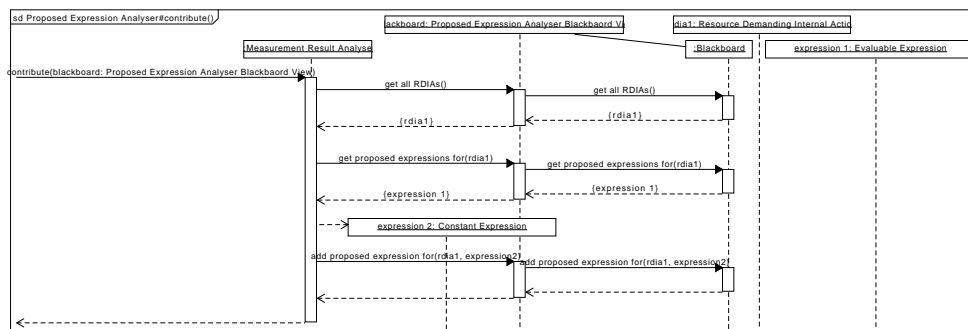 sd Proposed Expression Analyser#contribute()
ackboard: Proposed Expression Analyser Blackbaord Vi
dia1: Resource Demanding Internal Actio
:Measurement Result Analyse
:Blackboard
expression 1: Evaluable Expression
contribute(blackboard: Proposed Expression Analyser Blackbaord View)
get all RDIAs()
get all RDIAs()
{rdia1}
{rdia1}
get proposed expressions for(rdia1)
get proposed expressions for(rdia1)
{expression 1}
{expression 1}
expression 2: Constant Expression
add proposed expression for(rdia1, expression2)
add proposed expression for(rdia1, expression2)